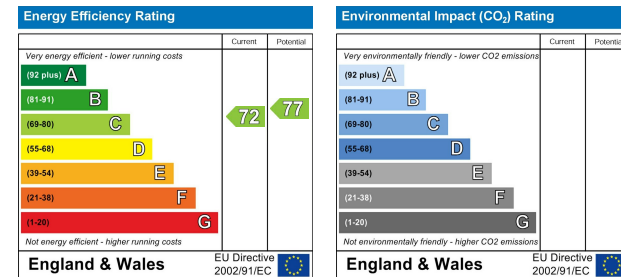 Energy Efficiency Rating
Current Potential
Very energy efficient - lower running costs
(92 plus) A
(81-91) B
(69-80) C
(55-68) D
(39-54) E
(21-38) F
(1-20) G
72
77
Not energy efficient - higher running costs
England & Wales
EU Directive
2002/91/EC
Environmental Impact (CO₂) Rating
Current Potentia
Very environmentally friendly - lower CO2 emissions
(92 plus) A
(81-91) B
(69-80) C
(55-68) D
(39-54) E
(21-38) F
(1-20) G
Not environmentally friendly - higher CO2 emissions
England & Wales
EU Directive
2002/91/EC